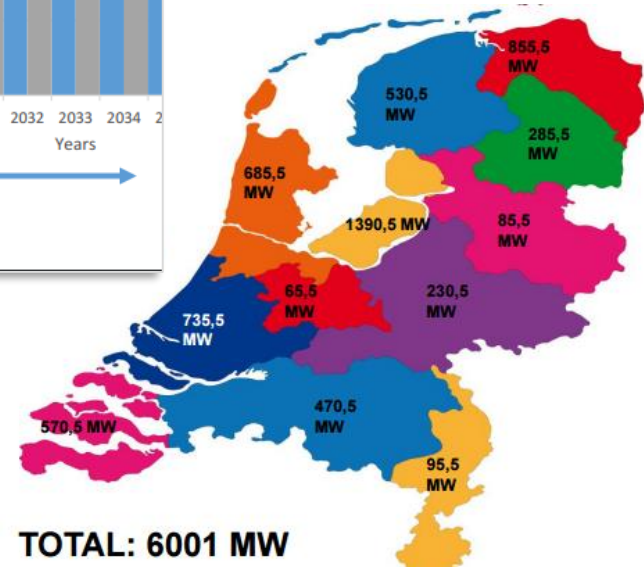 2032 2033 2034
Years
855,5
MW
530,5
MW
285,5
MW
685,5
MW
1390,5 MW
85,5
MW
65,5
MW
230,5
MW
735,5
MW
470,5
MW
570,5 MW
95,5
MW
TOTAL: 6001 MW